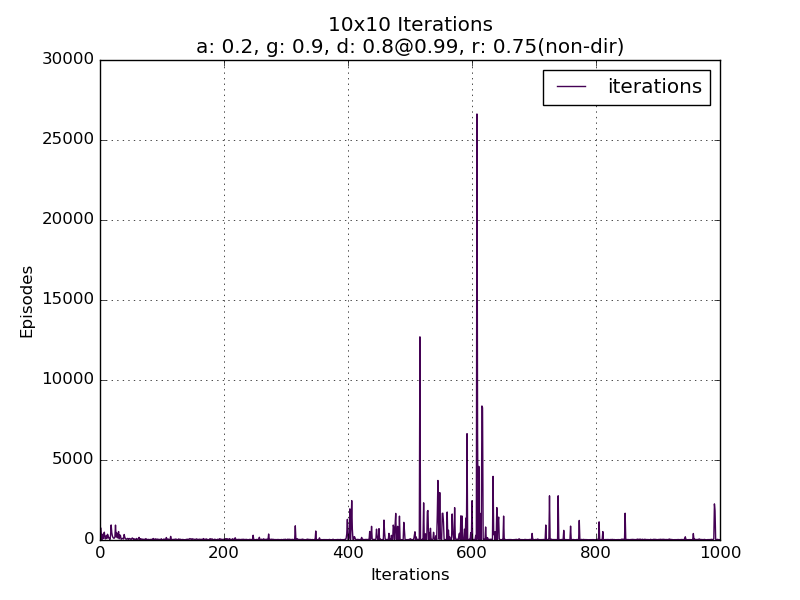 10x10 Iterations
a: 0.2, g: 0.9, d: 0.8@0.99, r: 0.75(non-dir)
iterations
30000
25000
20000
15000
10000
5000
0
Episodes
0 200 400 600 800 1000
Iterations